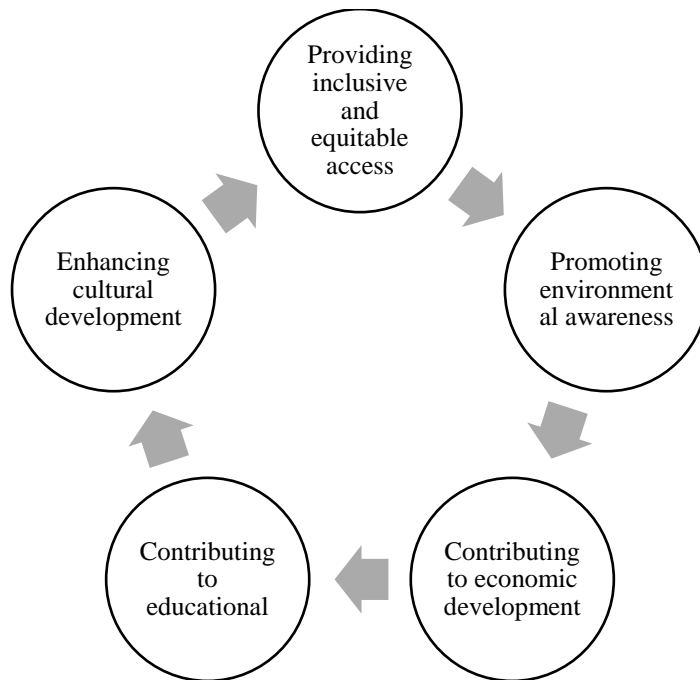 Providing
inclusive
and
equitable
access
Promoting
environment
al awareness
Contributing
to economic
development
Contributing
to
educational
Enhancing
cultural
development